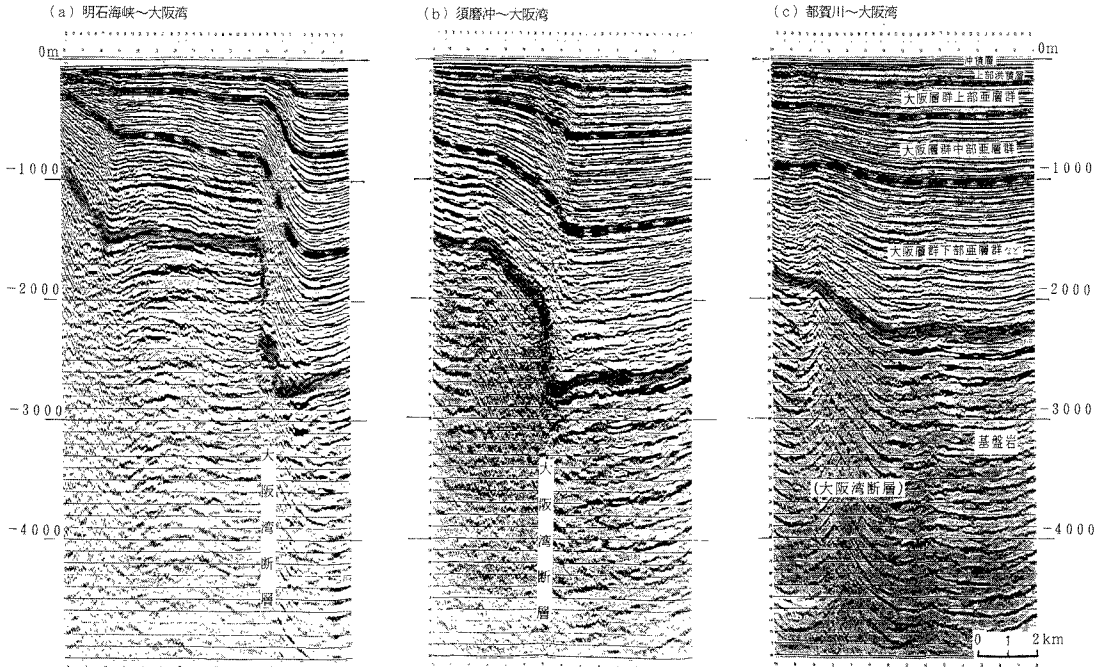 (a) 明石海峡～大阪湾
(b) 須磨沖～大阪湾
(c) 都賀川～大阪湾
0m
-1000
-2000
-3000
-4000
大阪湾断層
大阪湾断層
0m
沖積層
上部洪積層
大阪層群上部亜層群
大阪層群中部亜層群
-1000
大阪層群下部亜層群など
-2000
-3000
基盤岩
(大阪湾断層)
-4000
0 1 2km